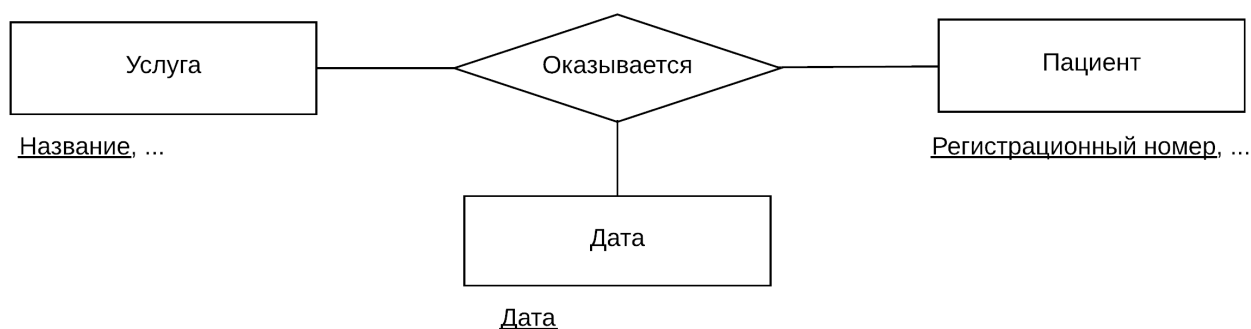 Услуга
Оказывается
Пациент
Название, ...
Регистрационный номер, ...
Дата
Дата